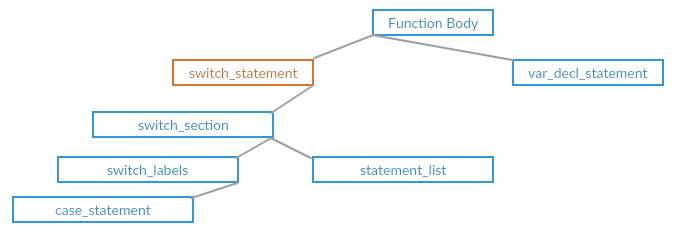 Function Body
switch_statement
var_decl_statement
switch_section
switch_labels
statement_list
case_statement